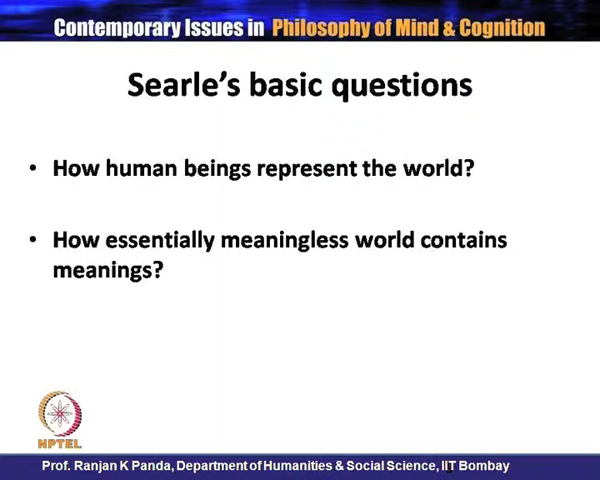 Contemporary Issues in Philosophy of Mind & Cognition
Searle's basic questions
• How human beings represent the world?
• How essentially meaningless world contains
meanings?
NPTEL
Prof. Ranjan K Panda, Department of Humanities & Social Science, IIT Bombay